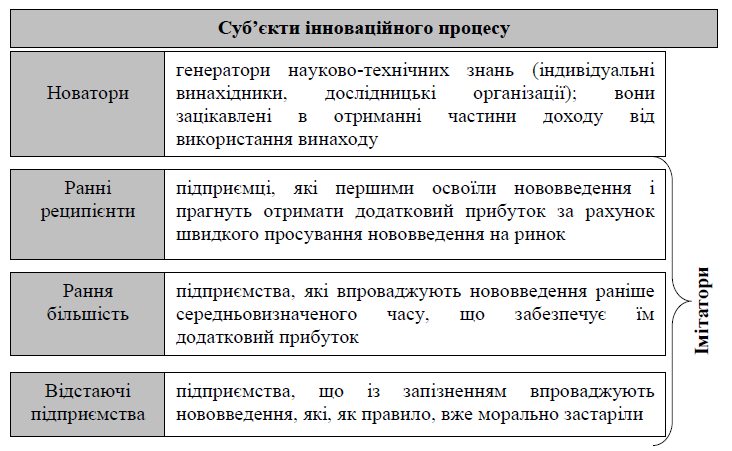 Суб’єкти інноваційного процесу
Новатори
генератори науково-технічних знань (індивідуальні
винахідники, дослідницькі організації); вони
зацікавлені в отриманні частини доходу від
використання винаходу
Ранні
реципієнти
підприємці, які першими освоїли нововведення і
прагнуть отримати додатковий прибуток за рахунок
швидкого просування нововведення на ринок
Рання
більшість
підприємства, які впроваджують нововведення раніше
середньовизначеного часу, що забезпечує їм
додатковий прибуток
Відстаючі
підприємства
підприємства, що із запізненням впроваджують
нововведення, які, як правило, вже морально застаріли
Імітатори